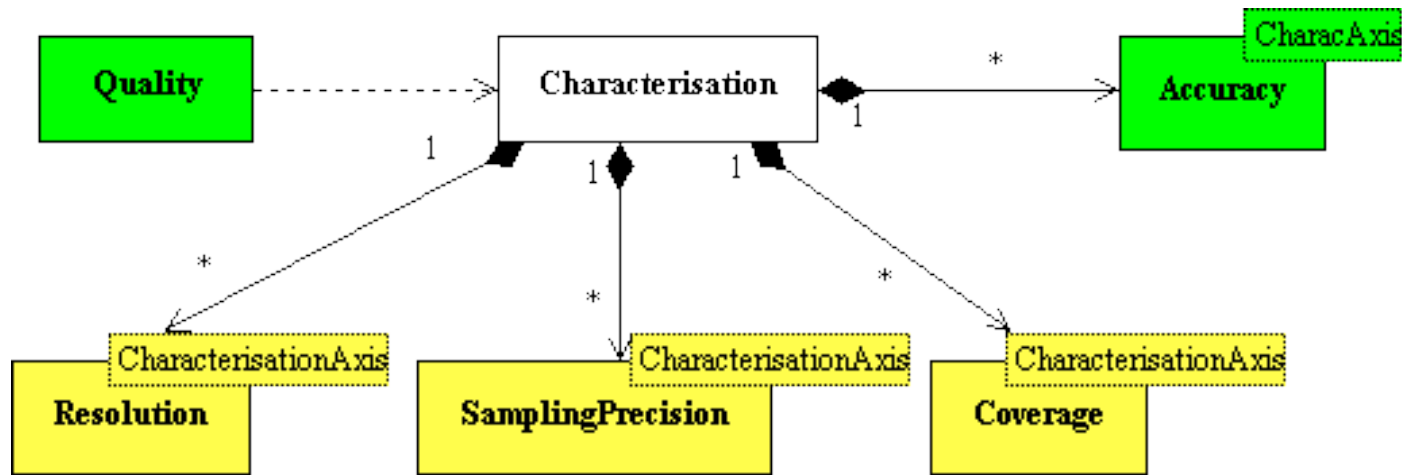 CharacAxis
Quality
Characterisation
*
Accuracy
1
1
1
1
*
*
*
CharacterisationAxis
CharacterisationAxis
CharacterisationAxis
Resolution
SamplingPrecision
Coverage